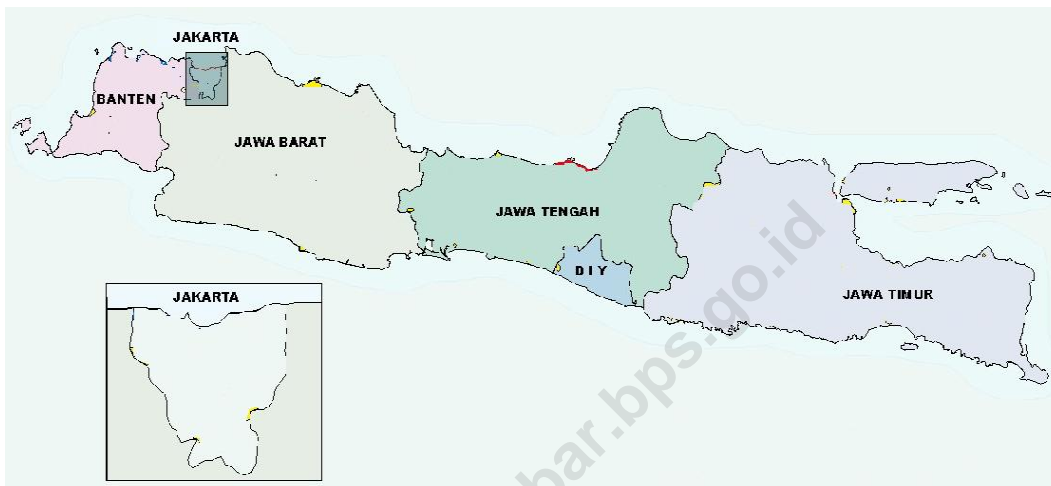 JAKARTA
BANTEN
JAWA BARAT
JAWA TENGAH
D I Y
JAWA TIMUR
JAKARTA
bar.bps.go.id